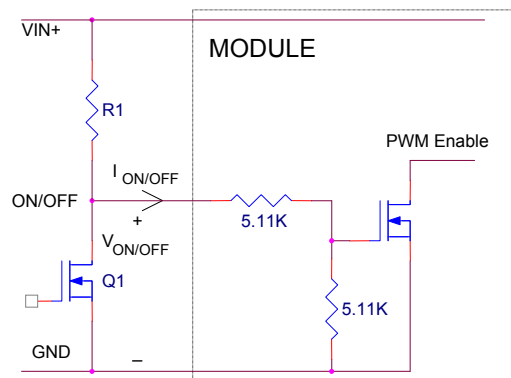 VIN+
MODULE
R1
PWM Enable
I ON/OFF
ON/OFF
+
5.11K
V ON/OFF
Q1
5.11K
GND
–